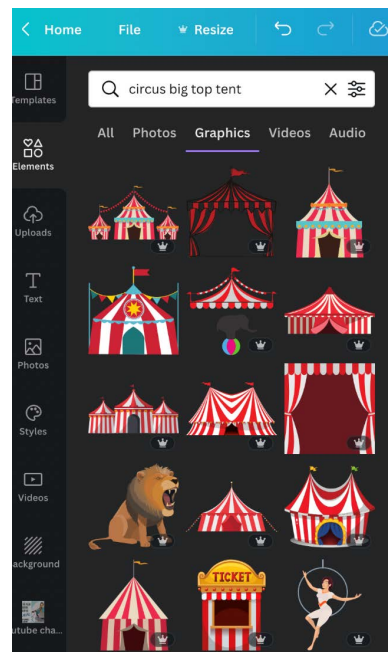 Home File Resize
circus big top tent
All Photos Graphics Videos Audio
Templates
Elements
Uploads
Text
Photos
Styles
Videos
ackground
utube cha...
TICKET